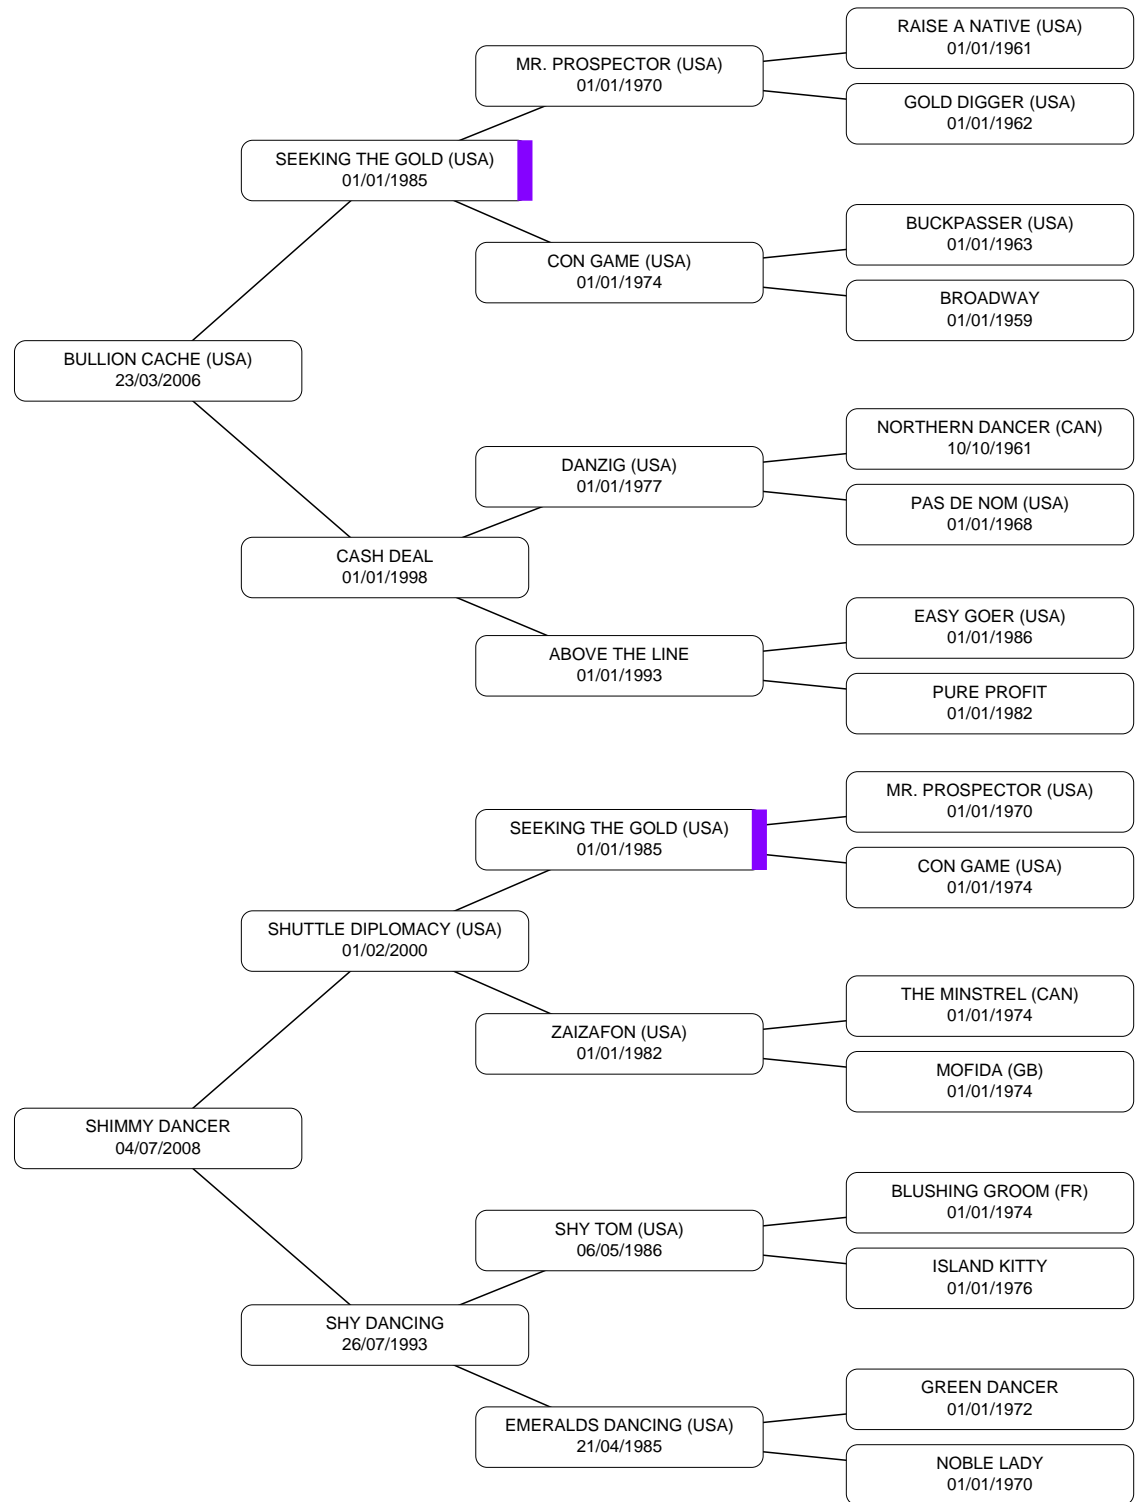 RAISE A NATIVE (USA)
01/01/1961
MR. PROSPECTOR (USA)
01/01/1970
GOLD DIGGER (USA)
01/01/1962
SEEKING THE GOLD (USA)
01/01/1985
BUCKPASSER (USA)
01/01/1963
CON GAME (USA)
01/01/1974
BROADWAY
01/01/1959
BULLION CACHE (USA)
23/03/2006
NORTHERN DANCER (CAN)
10/10/1961
DANZIG (USA)
01/01/1977
PAS DE NOM (USA)
01/01/1968
CASH DEAL
01/01/1998
EASY GOER (USA)
01/01/1986
ABOVE THE LINE
01/01/1993
PURE PROFIT
01/01/1982
MR. PROSPECTOR (USA)
01/01/1970
SEEKING THE GOLD (USA)
01/01/1985
CON GAME (USA)
01/01/1974
SHUTTLE DIPLOMACY (USA)
01/02/2000
THE MINSTREL (CAN)
01/01/1974
ZAIZAFON (USA)
01/01/1982
MOFIDA (GB)
01/01/1974
SHIMMY DANCER
04/07/2008
BLUSHING GROOM (FR)
01/01/1974
SHY TOM (USA)
06/05/1986
ISLAND KITTY
01/01/1976
SHY DANCING
26/07/1993
GREEN DANCER
01/01/1972
EMERALDS DANCING (USA)
21/04/1985
NOBLE LADY
01/01/1970